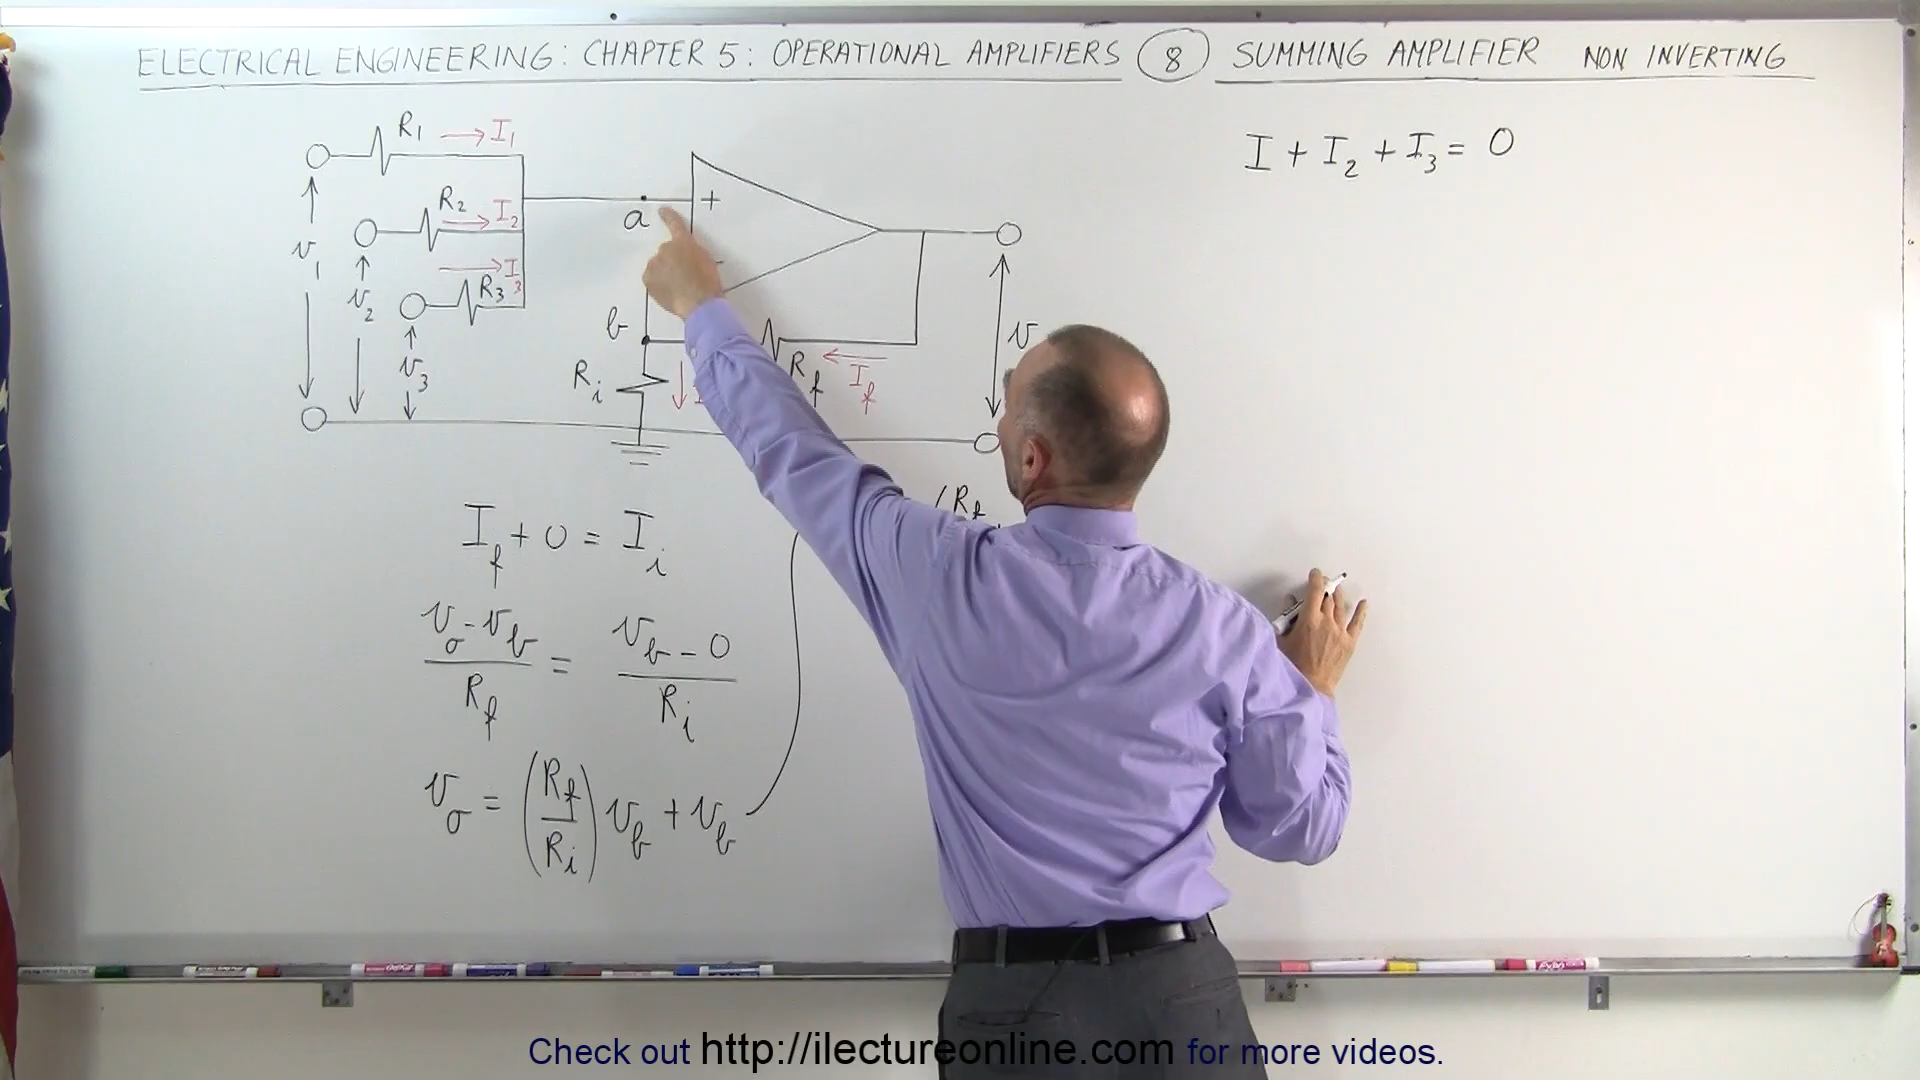 ELECTRICAL ENGINEERING: CHAPTER 5: OPERATIONAL AMPLIFIERS 8 SUMMING AMPLIFIER NON INVERTING
R1 I1
R2 I2
I3
R3
v1
v2
v3
a
+
-
b
Ri
Rf
If
v
I + I2 + I3 = 0
(Rf
If + 0 = Ii
vo - vb / Rf = vb - 0 / Ri
vo = (Rf / Ri) vb + vb
EXPO
Check out http://ilectureonline.com for more videos.